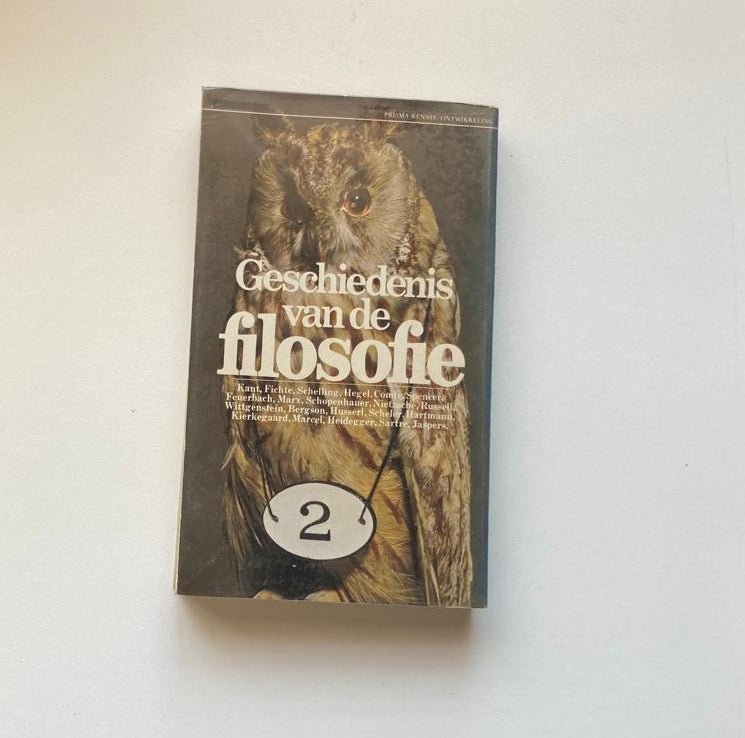 PRISMA KENNIS/ONTWIKKELING
Geschiedenis
van de
filosofie
Kant, Fichte, Schelling, Hegel, Comte, Spencer,
Feuerbach, Marx, Schopenhauer, Nietzsche, Russell,
Wittgenstein, Bergson, Husserl, Scheler, Hartmann,
Kierkegaard, Marcel, Heidegger, Sartre, Jaspers.
2